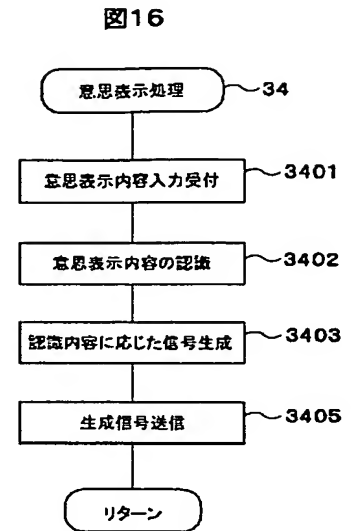 図16
意思表示処理 34
意思表示内容入力受付 3401
意思表示内容の認識 3402
認識内容に応じた信号生成 3403
生成信号送信 3405
リターン